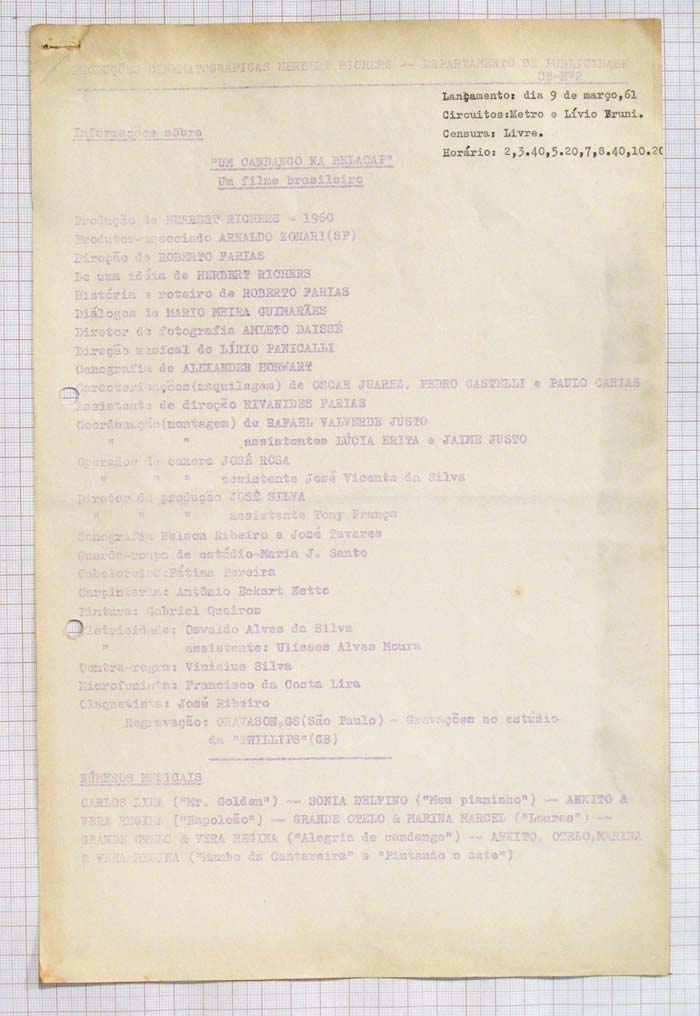 PRODUÇÕES CINEMATOGRAFICAS HERBERT RICHERS -- DEPARTAMENTO DE PUBLICIDADE
CB-Nº2
Lançamento: dia 9 de março,61
Circuitos:Metro e Lívio Bruni.
Censura: Livre.
Horário: 2,3.40,5.20,7,8.40,10.20
Informações sôbre
"UM CANDANGO NA BELACAP"
Um filme brasileiro
Produção de HERBERT RICHERS - 1960
Produtor-associado ARNALDO ZONARI(SP)
Direção de ROBERTO FARIAS
De uma idéia de HERBERT RICHERS
História e roteiro de ROBERTO FARIAS
Diálogos de MARIO MEIRA GUIMARÃES
Diretor de fotografia AMLETO DAISSÉ
Direção musical de LÍRIO PANICALLI
Cenografia de ALEXANDER HORWART
Caracterizações(maquilagem) de OSCAR JUAREZ, PEDRO CASTELLI e PAULO CARIAS
Assistente de direção RIVANIDES FARIAS
Coordenação(montagem) de RAFAEL VALVERDE JUSTO
" " assistentes LÚCIA ERITA e JAIME JUSTO
Operador de camera JOSÉ ROSA
" " " assistente José Vicente da Silva
Diretor de produção JOSÉ SILVA
" " " assistente Tony França
Sonografia Nelson Ribeiro e José Tavares
Guarda-roupa de estúdio-Maria J. Santo
Cabeloreira:Fátima Pereira
Carpintaria: Antônio Eckart Netto
Pintura: Gabriel Queiroz
Eletricidade: Oswaldo Alves da Silva
" assistente: Ulisses Alves Moura
Contra-regra: Vinicius Silva
Microfonista: Francisco da Costa Lira
Claquetista: José Ribeiro
Regravação: GRAVASON,GS(São Paulo) - Gravações no estúdio
da "PHILLIPS"(GB)
NÚMEROS MUSICAIS
CARLOS LIMA ("Mr. Golden") -- SONIA DELFINO ("Meu pianinho") -- ANKITO &
VERA REGINA ("Napoleão") -- GRANDE OTELO & MARINA MARCEL ("Louras") --
GRANDE OTELO & VERA REGINA ("Alegria de candango") -- ANKITO, OTELO,MARINA
& VERA REGINA ("Mambo da Cantareira" e "Pintando o sete")